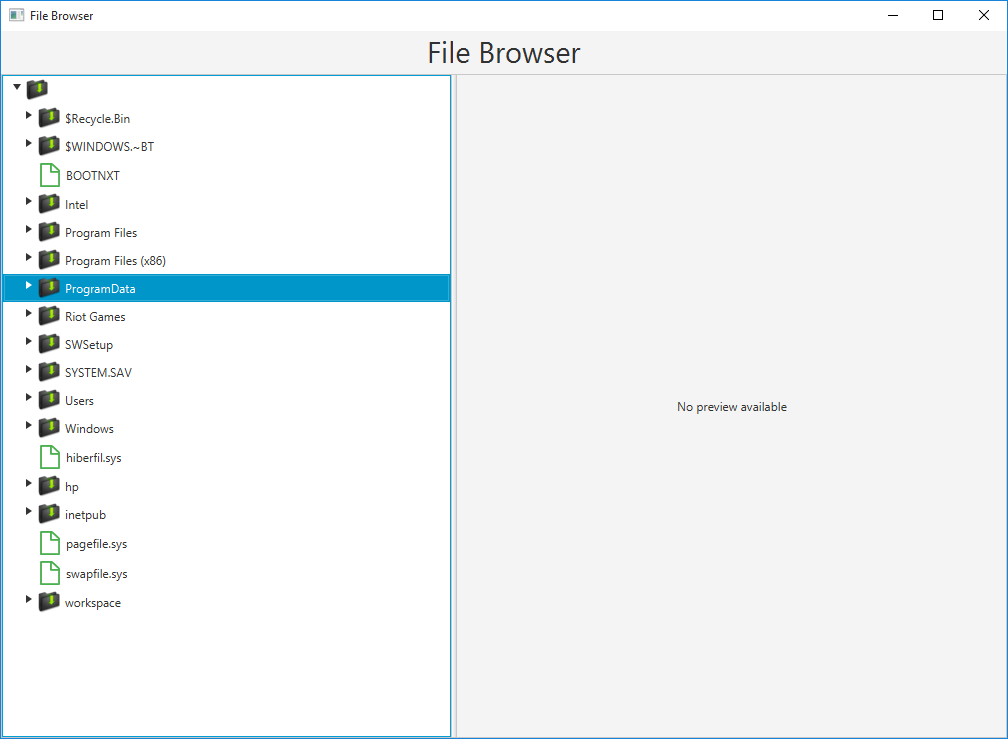 File Browser
File Browser
$Recycle.Bin
$WINDOWS.~BT
BOOTNXT
Intel
Program Files
Program Files (x86)
ProgramData
Riot Games
SWSetup
SYSTEM.SAV
Users
Windows
hiberfil.sys
hp
inetpub
pagefile.sys
swapfile.sys
workspace
No preview available